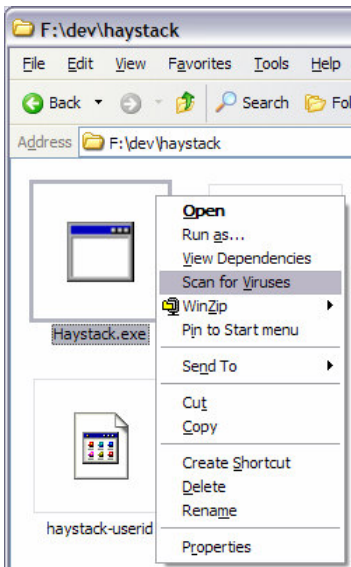 F:\dev\haystack
File Edit View Favorites Tools Help
Back Search
Address F:\dev\haystack
Open
Run as...
View Dependencies
Scan for Viruses
WinZip
Pin to Start menu
Haystack.exe
Send To
Cut
Copy
Create Shortcut
Delete
Rename
haystack-userid
Properties